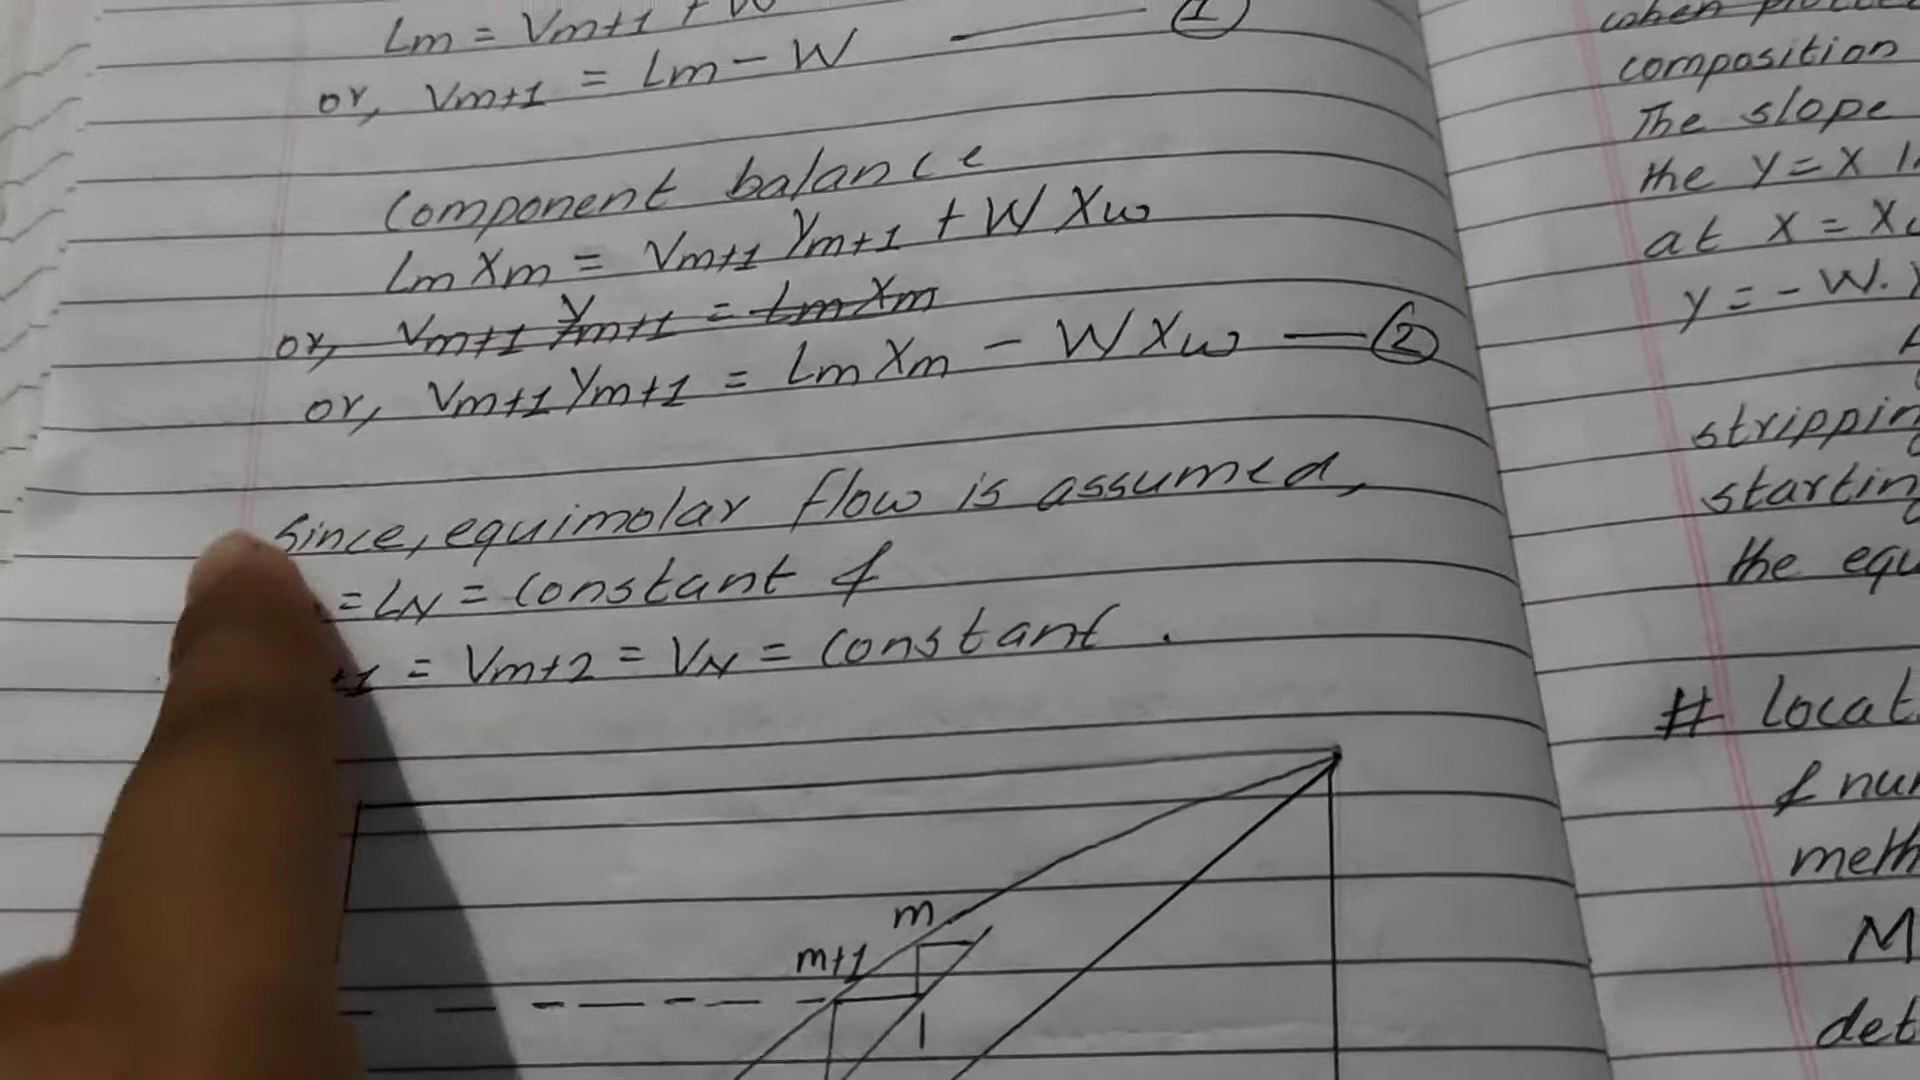 Lm = Vm+1 + W
or, Vm+1 = Lm - W ——— ①
Component balance
Lm Xm = Vm+1 Ym+1 + W Xw
or, Vm+1 Ym+1 = Lm Xm
or, Vm+1 Ym+1 = Lm Xm - W Xw —— ②
Since, equimolar flow is assumed,
= LN = constant &
+1 = Vm+2 = VN = constant.
m
m+1
1
when
composition
The slope
the y = x
at x =
y = - W.
strippin
startin
the equ
# Locat
& nu
meth
M
det